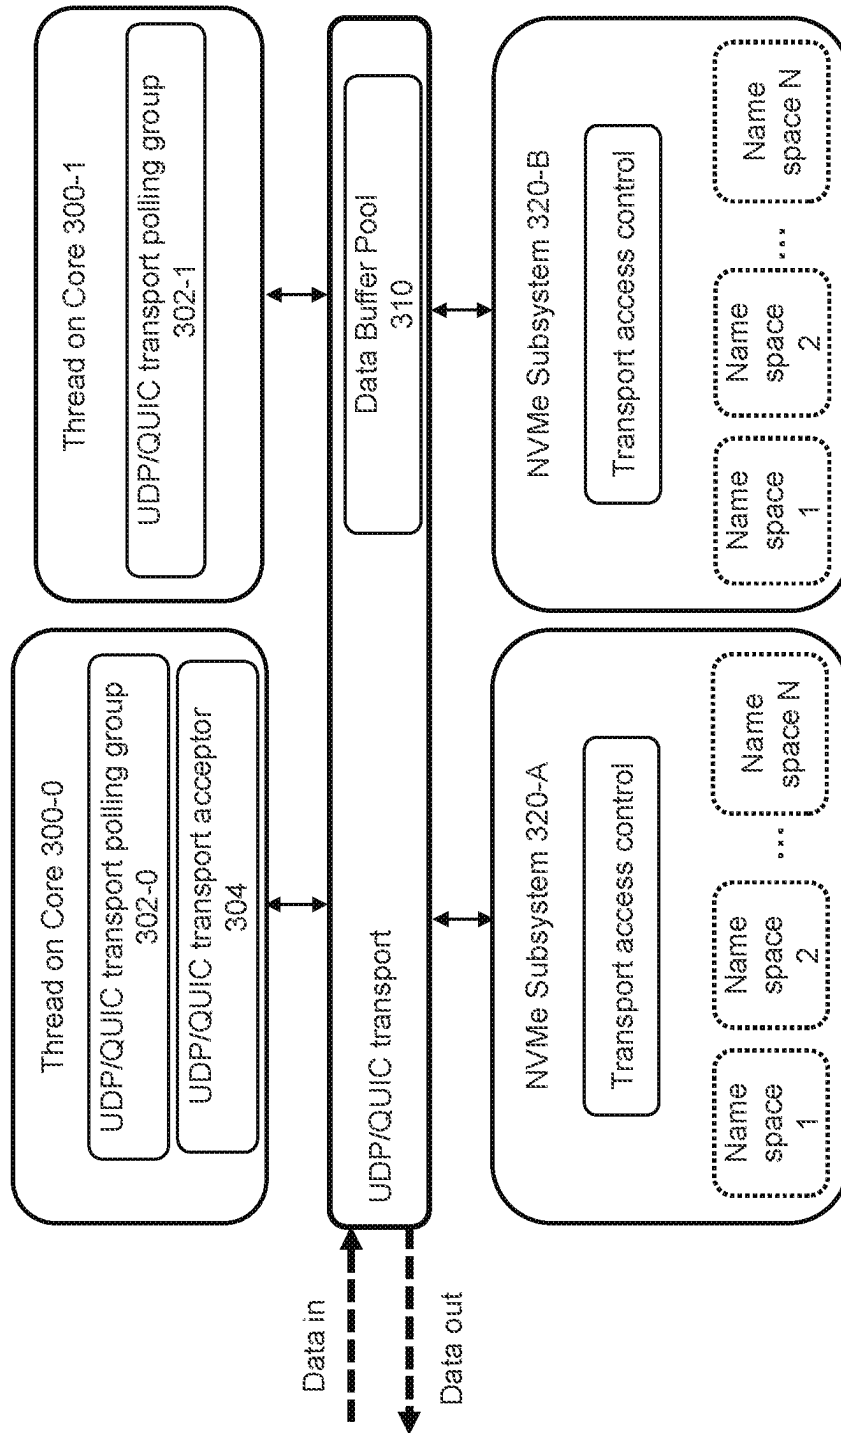 Thread on Core 300-0
UDP/QUIC transport polling group
302-0
UDP/QUIC transport acceptor
304
Thread on Core 300-1
UDP/QUIC transport polling group
302-1
Data in
Data out
UDP/QUIC transport
Data Buffer Pool
310
NVMe Subsystem 320-A
Transport access control
Name
space
1
Name
space
2
...
Name
space N
NVMe Subsystem 320-B
Transport access control
Name
space
1
Name
space
2
...
Name
space N